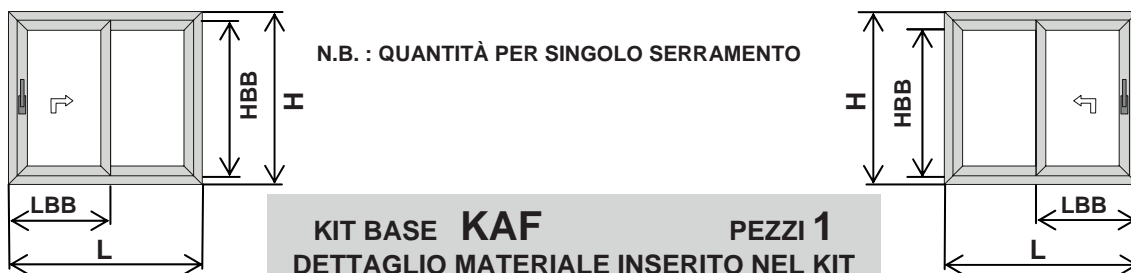 N.B. : QUANTITÀ PER SINGOLO SERRAMENTO
HBB
H
LBB
L
H
HBB
LBB
L
KIT BASE KAF PEZZI 1
DETTAGLIO MATERIALE INSERITO NEL KIT